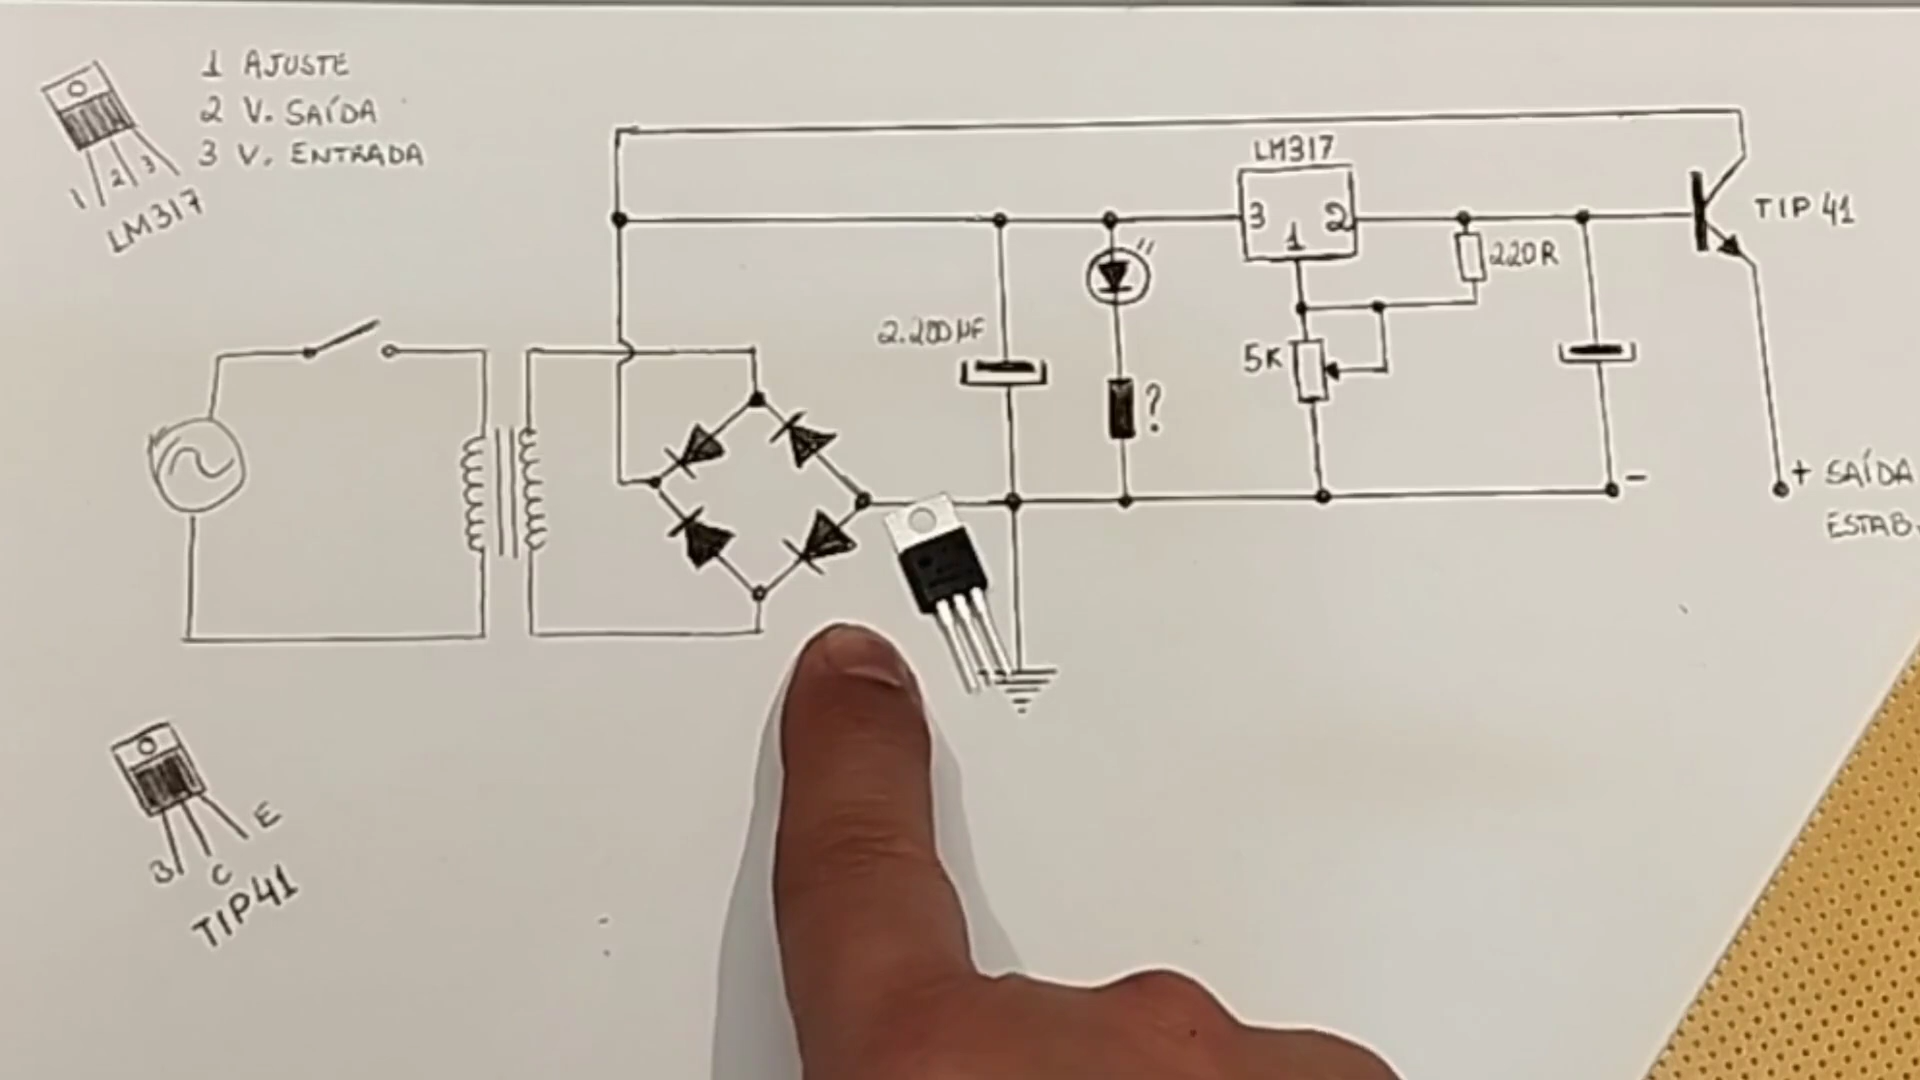 1 AJUSTE
2 V. SAÍDA
3 V. ENTRADA
1 2 3
LM317
LM317
3 2
1
TIP 41
220R
2.200µF
5K
?
-
+ SAÍDA
ESTAB.
B C E
TIP41